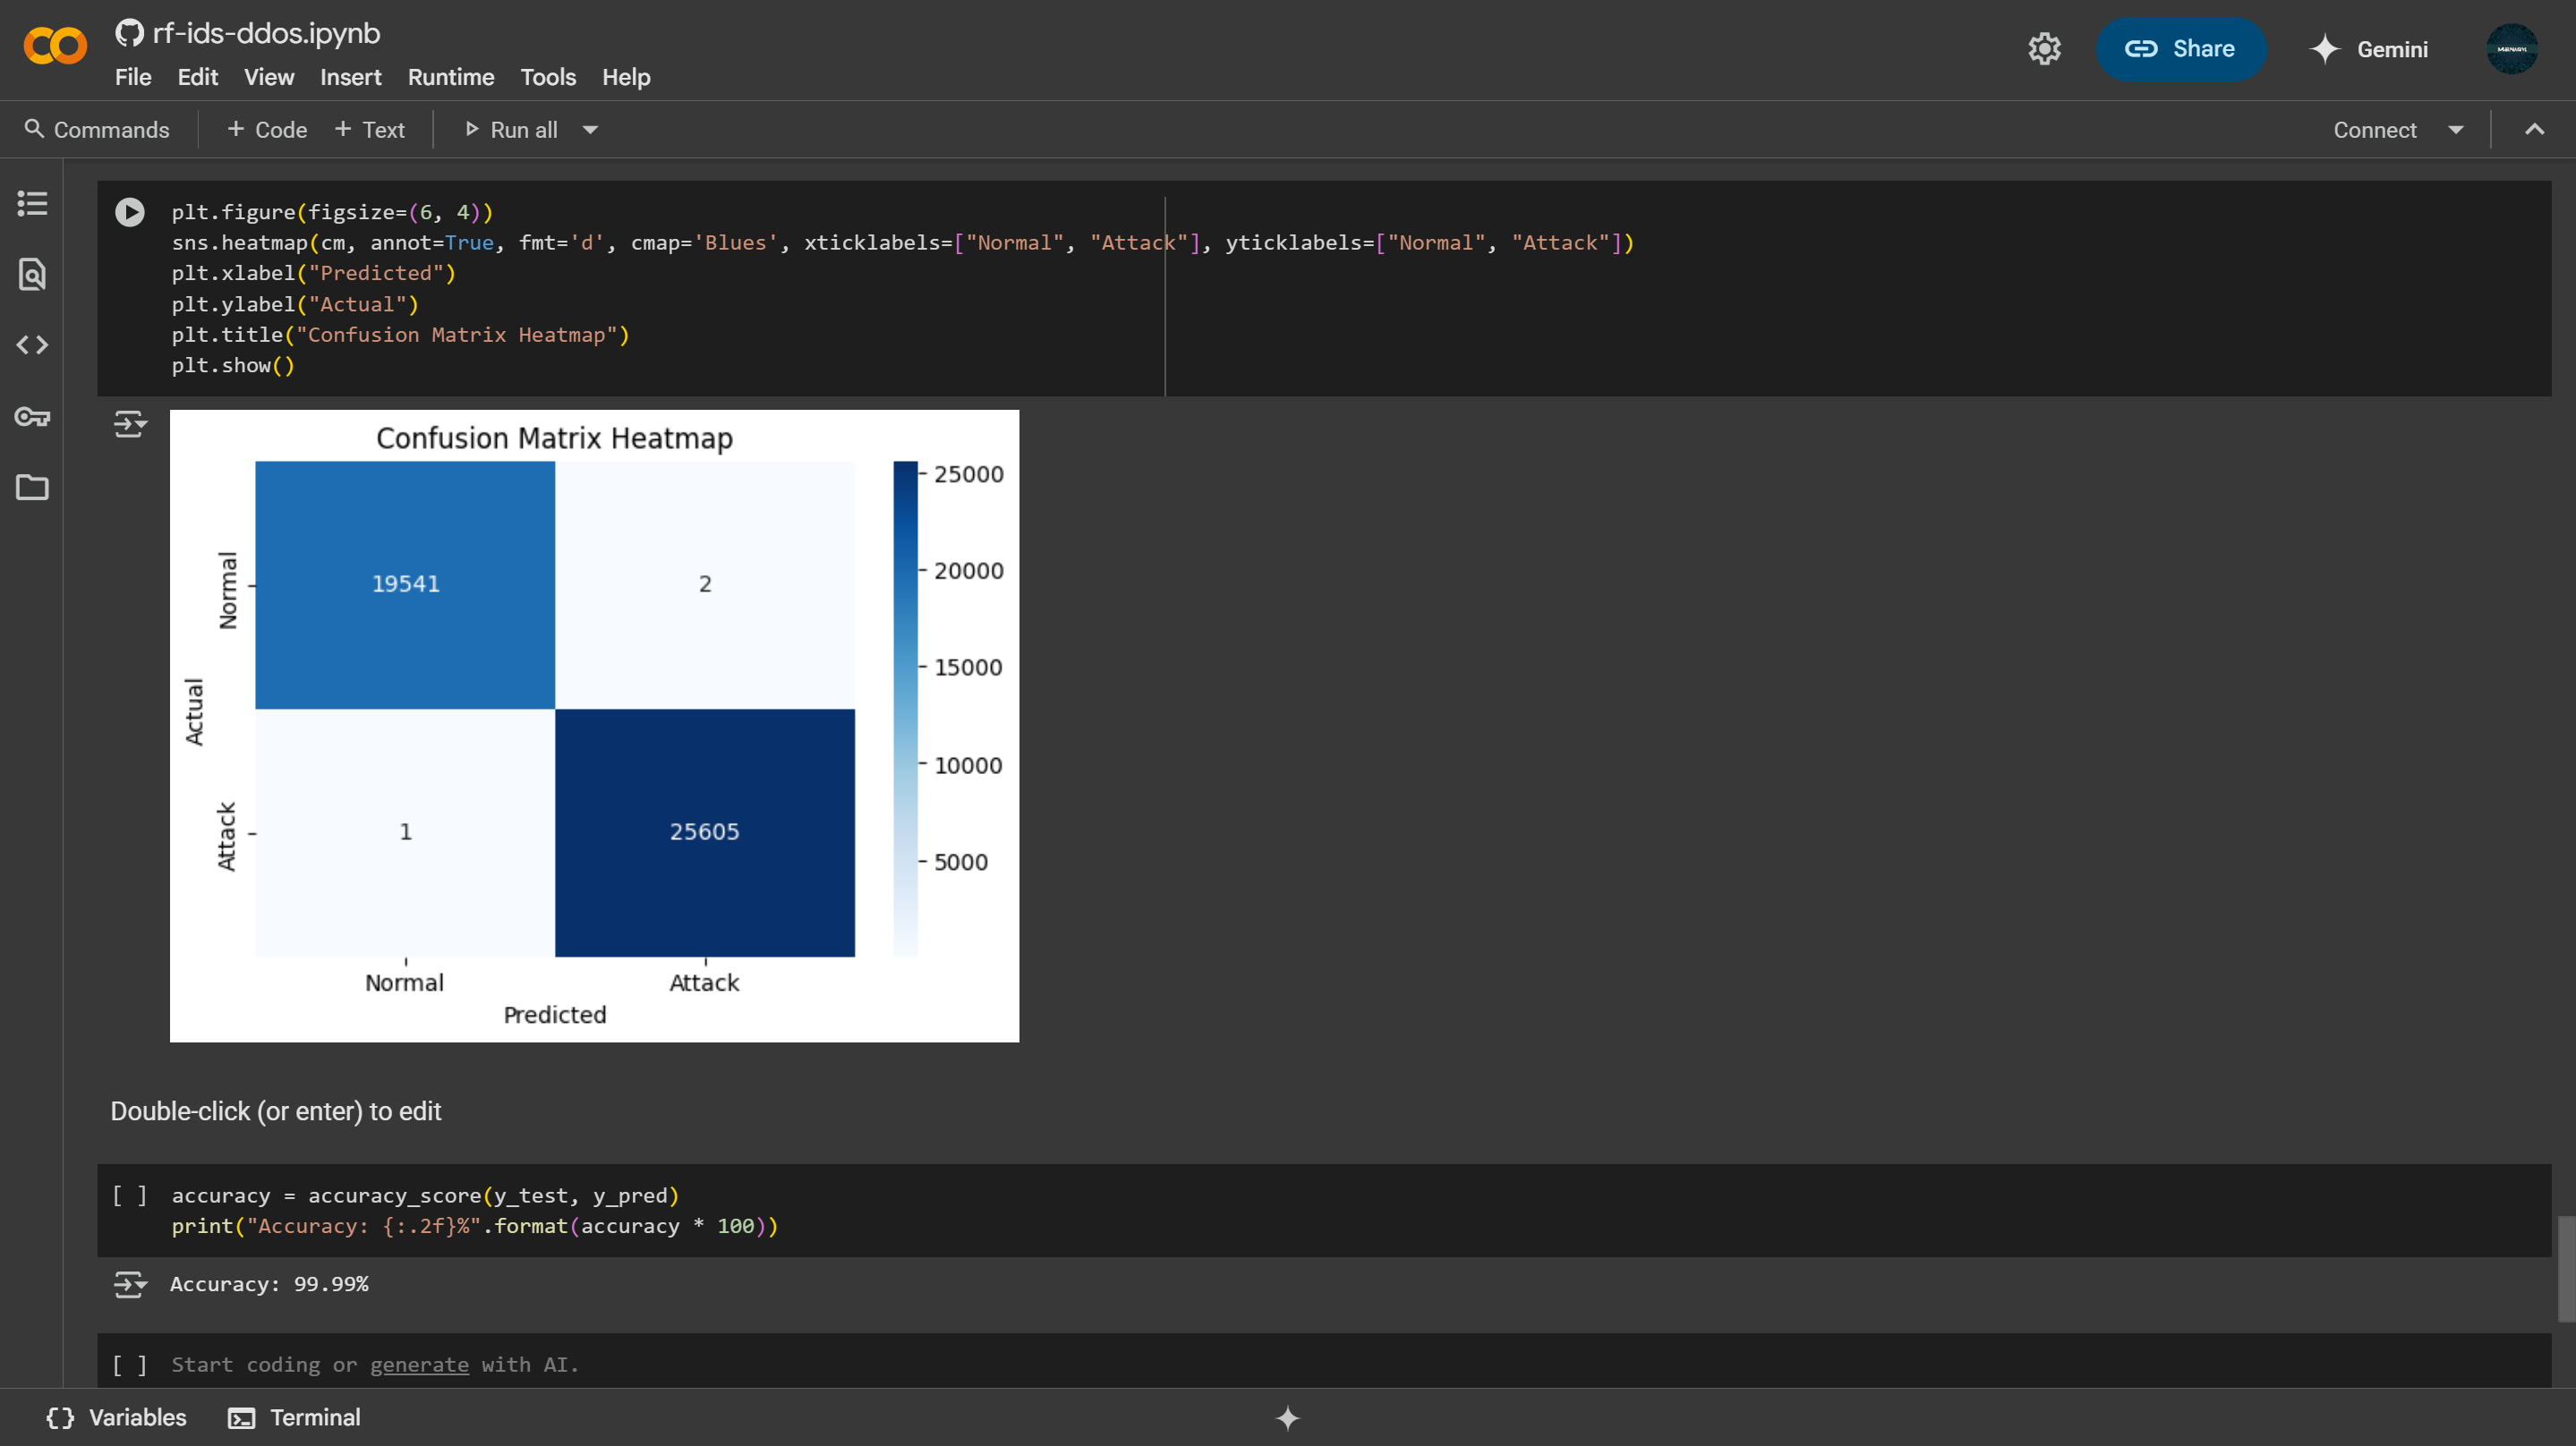 rf-ids-ddos.ipynb
File Edit View Insert Runtime Tools Help
Share
Gemini
Commands + Code + Text Run all
Connect
plt.figure(figsize=(6, 4))
sns.heatmap(cm, annot=True, fmt='d', cmap='Blues', xticklabels=["Normal", "Attack"], yticklabels=["Normal", "Attack"])
plt.xlabel("Predicted")
plt.ylabel("Actual")
plt.title("Confusion Matrix Heatmap")
plt.show()
Confusion Matrix Heatmap
Actual
Normal
19541 2
Attack
1 25605
Normal Attack
Predicted
25000
20000
15000
10000
5000
Double-click (or enter) to edit
[ ] accuracy = accuracy_score(y_test, y_pred)
print("Accuracy: {:.2f}%".format(accuracy * 100))
Accuracy: 99.99%
[ ] Start coding or generate with AI.
{} Variables Terminal